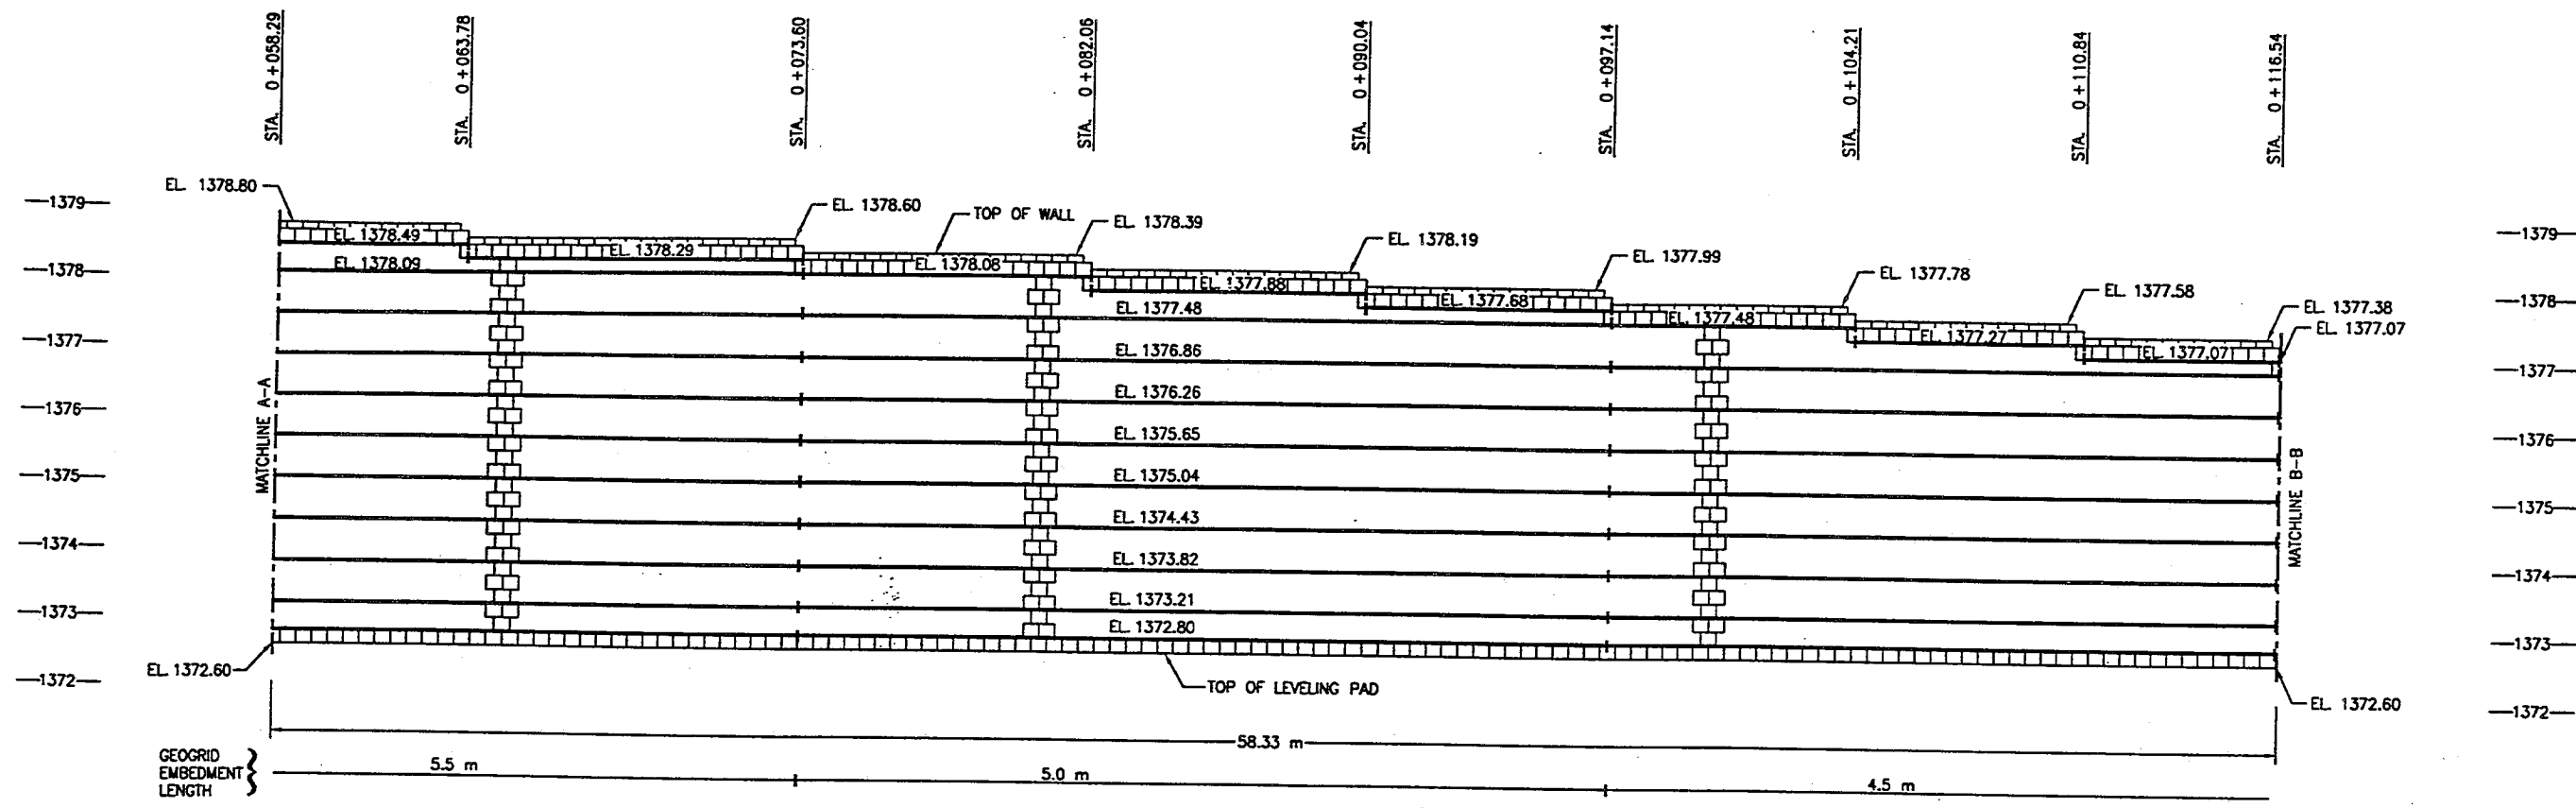 STA. 0+058.29
STA. 0+063.78
STA. 0+073.60
STA. 0+082.06
STA. 0+090.04
STA. 0+097.14
STA. 0+104.21
STA. 0+110.84
STA. 0+116.54
EL. 1378.80
EL. 1378.60
TOP OF WALL
EL. 1378.39
EL. 1378.19
EL. 1377.99
EL. 1377.78
EL. 1377.58
EL. 1377.38
EL. 1377.07
1379
1378
1377
1376
1375
1374
1373
1372
MATCHLINE A-A
EL. 1378.49
EL. 1378.29
EL. 1378.09
EL. 1378.08
EL. 1377.88
EL. 1377.68
EL. 1377.48
EL. 1377.27
EL. 1377.07
EL. 1377.48
EL. 1376.86
EL. 1376.26
EL. 1375.65
EL. 1375.04
EL. 1374.43
EL. 1373.82
EL. 1373.21
EL. 1372.80
MATCHLINE B-B
1379
1378
1377
1376
1375
1374
1373
1372
EL. 1372.60
TOP OF LEVELING PAD
EL. 1372.60
58.33 m
GEOGRID
EMBEDMENT
LENGTH
5.5 m
5.0 m
4.5 m